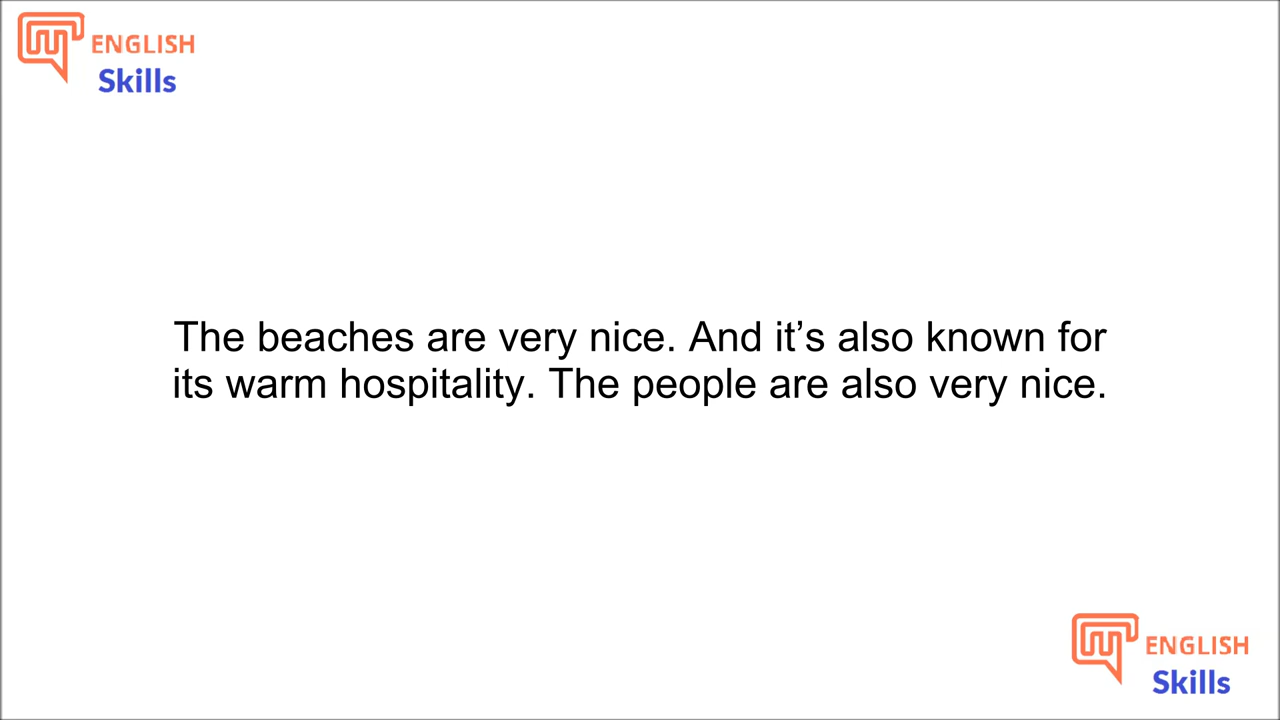 ENGLISH
Skills
The beaches are very nice. And it’s also known for
its warm hospitality. The people are also very nice.
ENGLISH
Skills